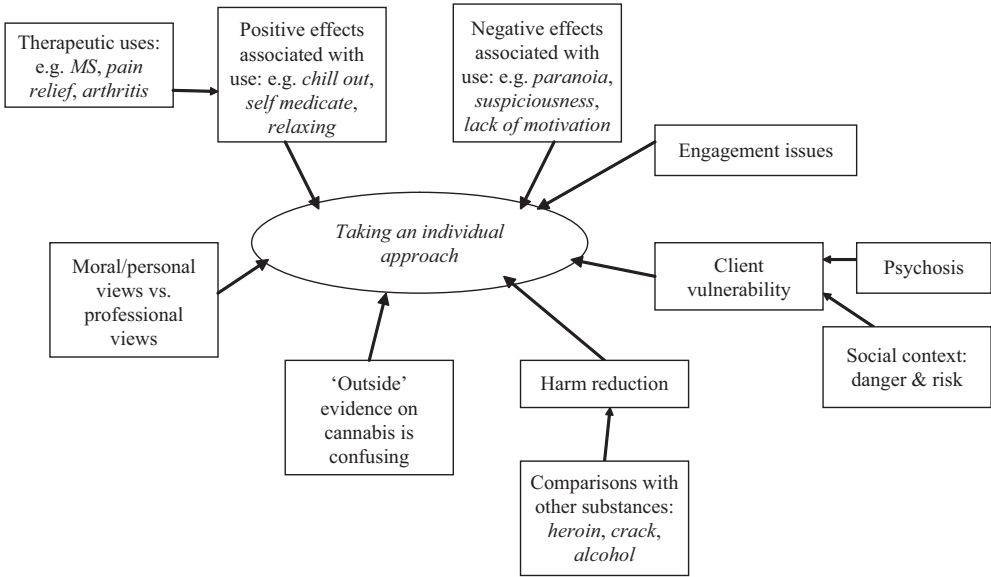 Therapeutic uses:
e.g. MS, pain
relief, arthritis
Positive effects
associated with
use: e.g. chill out,
self medicate,
relaxing
Negative effects
associated with
use: e.g. paranoia,
suspiciousness,
lack of motivation
Engagement issues
Taking an individual
approach
Moral/personal
views vs.
professional
views
Client
vulnerability
Psychosis
Social context:
danger & risk
‘Outside’
evidence on
cannabis is
confusing
Harm reduction
Comparisons with
other substances:
heroin, crack,
alcohol